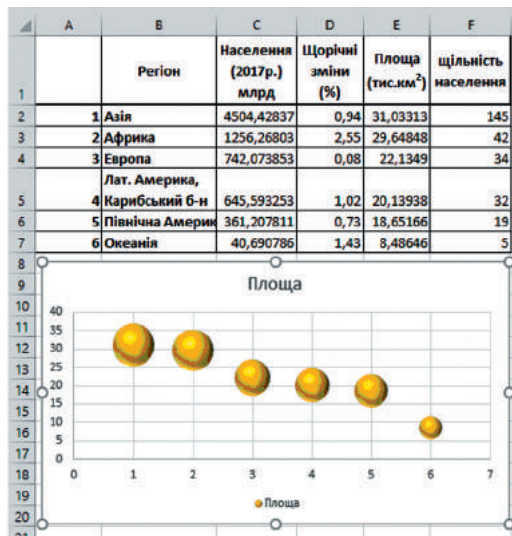 A B C D E F
1 Регіон Населення (2017р.) млрд Щорічні зміни (%) Площа (тис.км²) щільність населення
2 1 Азія 4504,42837 0,94 31,03313 145
3 2 Африка 1256,26803 2,55 29,64848 42
4 3 Европа 742,073853 0,08 22,1349 34
5 4 Лат. Америка, Карибський б-н 645,593253 1,02 20,13938 32
6 5 Північна Америк 361,207811 0,73 18,65166 19
7 6 Океанія 40,690786 1,43 8,48646 5
8
9 Площа
10 40
11 35
12 30
13 25
14 20
15 15
16 10
17 5
18 0
0 1 2 3 4 5 6 7
19 Площа
20